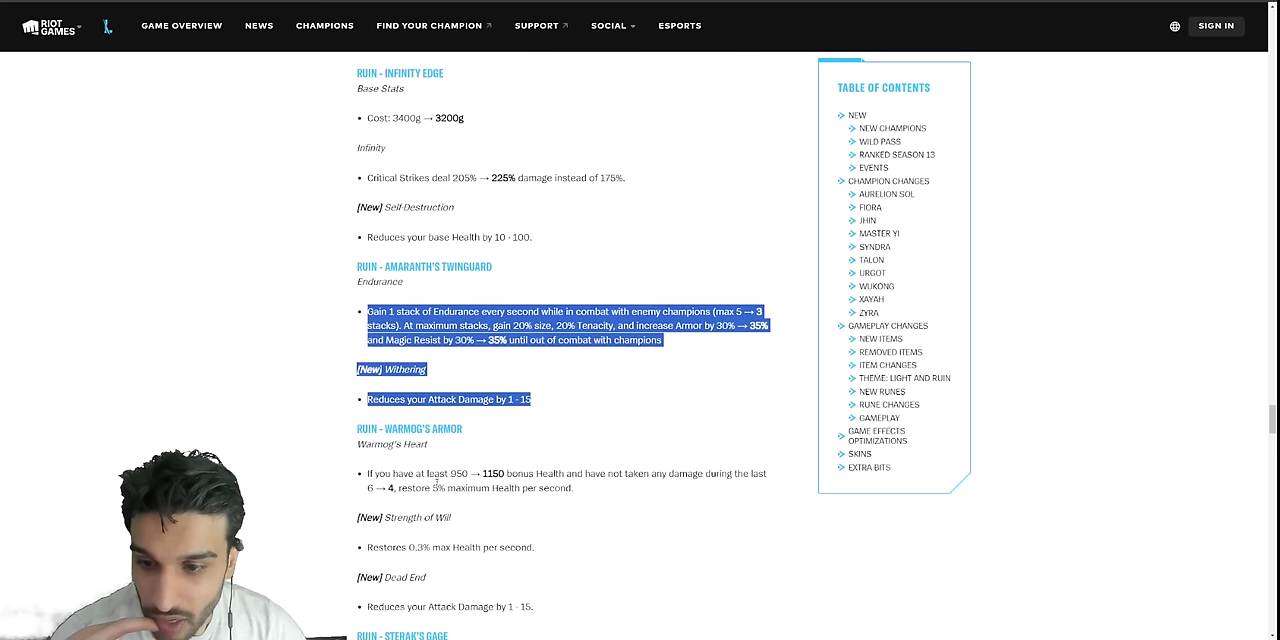 RIOT GAMES
GAME OVERVIEW
NEWS
CHAMPIONS
FIND YOUR CHAMPION
SUPPORT
SOCIAL
ESPORTS
SIGN IN
RUIN - INFINITY EDGE
Base Stats
• Cost: 3400g → 3200g
Infinity
• Critical Strikes deal 205% → 225% damage instead of 175%.
[New] Self-Destruction
• Reduces your base Health by 10 - 100.
RUIN - AMARANTH'S TWINGUARD
Endurance
• Gain 1 stack of Endurance every second while in combat with enemy champions (max 5 → 3
stacks). At maximum stacks, gain 20% size, 20% Tenacity, and increase Armor by 30% → 35%
and Magic Resist by 30% → 35% until out of combat with champions
[New] Withering
• Reduces your Attack Damage by 1 - 15
RUIN - WARMOG'S ARMOR
Warmog's Heart
• If you have at least 950 → 1150 bonus Health and have not taken any damage during the last
6 → 4, restore 5% maximum Health per second.
[New] Strength of Will
• Restores 0.3% max Health per second.
[New] Dead End
• Reduces your Attack Damage by 1 - 15.
RUIN - STERAK'S GAGE
TABLE OF CONTENTS
NEW
NEW CHAMPIONS
WILD PASS
RANKED SEASON 13
EVENTS
CHAMPION CHANGES
AURELION SOL
FIORA
JHIN
MASTER YI
SYNDRA
TALON
URGOT
WUKONG
XAYAH
ZYRA
GAMEPLAY CHANGES
NEW ITEMS
REMOVED ITEMS
ITEM CHANGES
THEME: LIGHT AND RUIN
NEW RUNES
RUNE CHANGES
GAMEPLAY
GAME EFFECTS
OPTIMIZATIONS
SKINS
EXTRA BITS